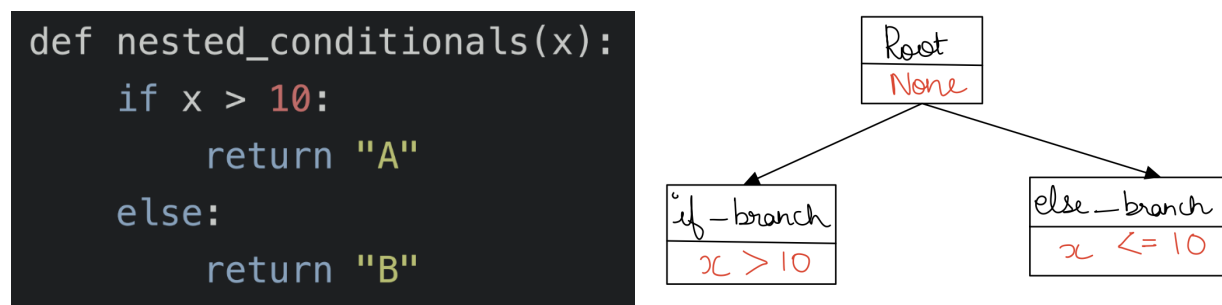 def nested_conditionals(x):
    if x > 10:
        return "A"
    else:
        return "B"
Root
None
if_branch
x > 10
else_branch
x <= 10